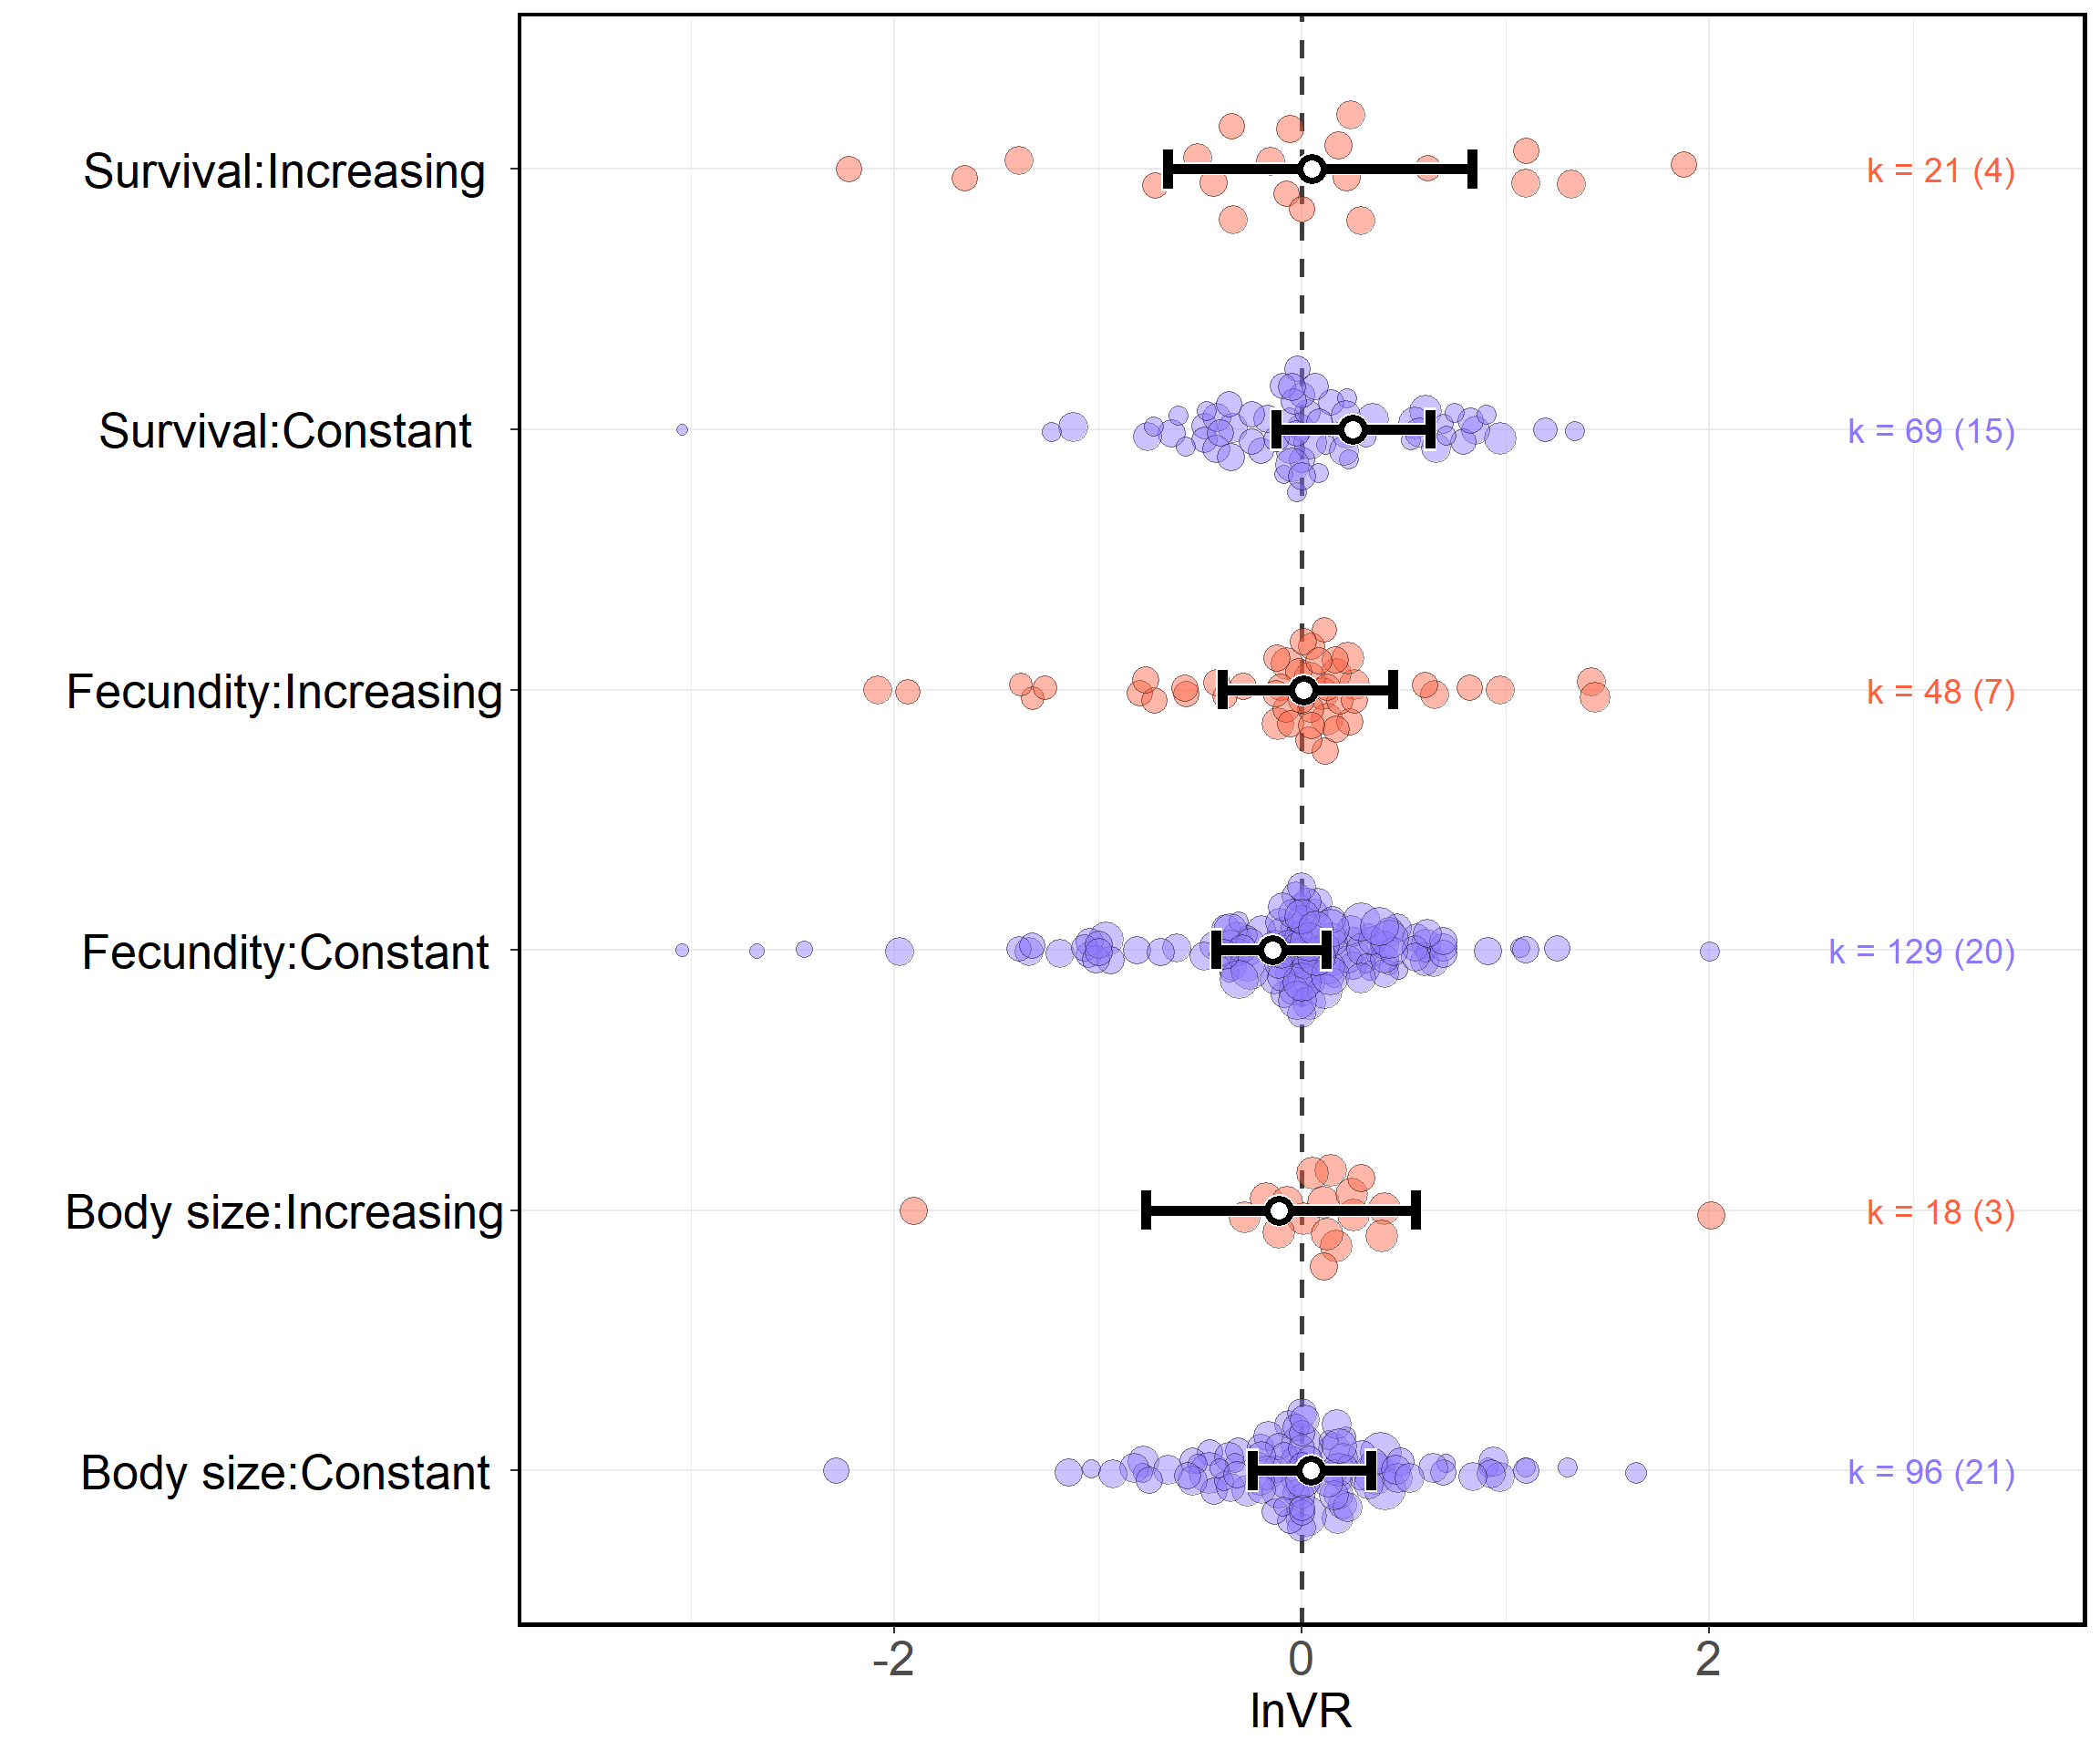 Survival:Increasing k = 21 (4)
Survival:Constant k = 69 (15)
Fecundity:Increasing k = 48 (7)
Fecundity:Constant k = 129 (20)
Body size:Increasing k = 18 (3)
Body size:Constant k = 96 (21)
-2 0 2
lnVR